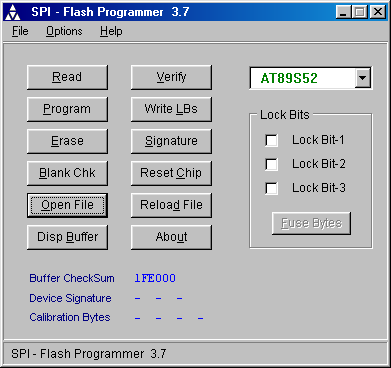 SPI - Flash Programmer 3.7
File Options Help
Read Verify AT89S52
Program Write LBs Lock Bits
Erase Signature Lock Bit-1
Blank Chk Reset Chip Lock Bit-2
Open File Reload File Lock Bit-3
Disp Buffer About Fuse Bytes
Buffer CheckSum 1FE000
Device Signature - - -
Calibration Bytes - - - -
SPI - Flash Programmer 3.7